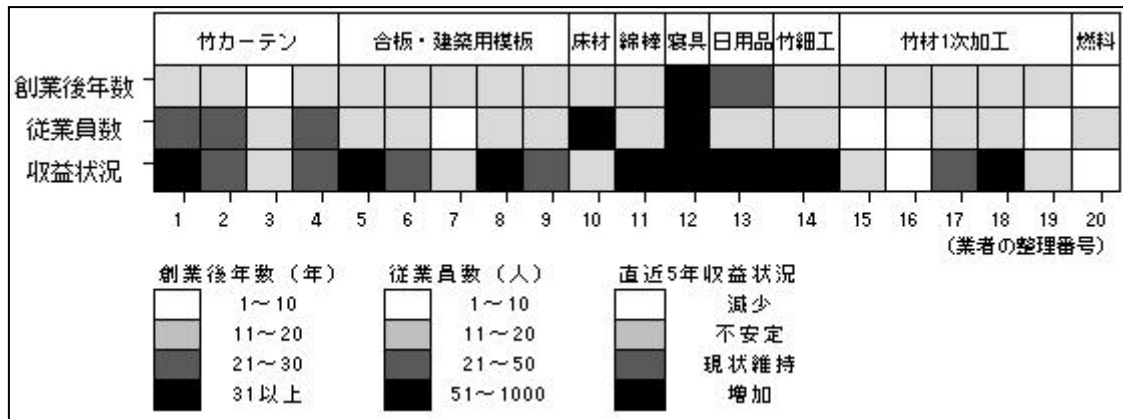 竹カーテン 合板・建築用模板 床材 綿棒 寝具 日用品 竹細工 竹材1次加工 燃料
創業後年数
従業員数
収益状況
1 2 3 4 5 6 7 8 9 10 11 12 13 14 15 16 17 18 19 20
(業者の整理番号)
創業後年数(年) 従業員数(人) 直近5年収益状況
1~10 1~10 減少
11~20 11~20 不安定
21~30 21~50 現状維持
31以上 51~1000 増加